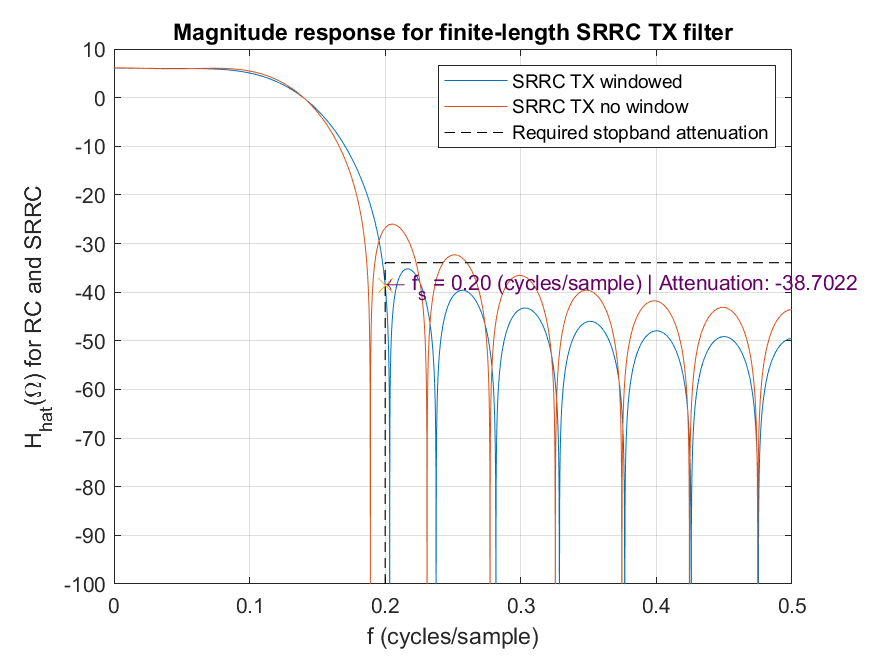 Magnitude response for finite-length SRRC TX filter
10
0
-10
-20
-30
-40
-50
-60
-70
-80
-90
-100
H_hat(Ω) for RC and SRRC
SRRC TX windowed
SRRC TX no window
Required stopband attenuation
← f_s = 0.20 (cycles/sample) | Attenuation: -38.7022
0 0.1 0.2 0.3 0.4 0.5
f (cycles/sample)